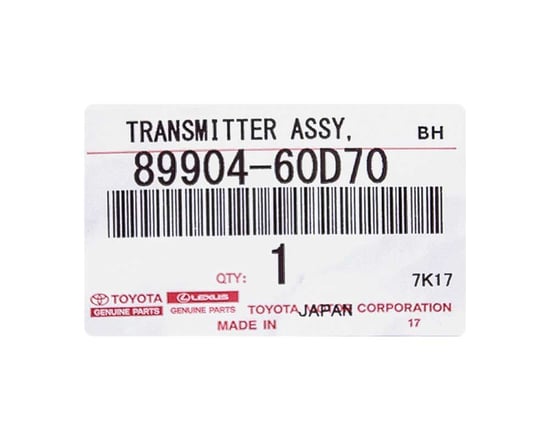 TRANSMITTER ASSY, BH
89904-60D70
QTY: 1 7K17
TOYOTA LEXUS
GENUINE PARTS GENUINE PARTS TOYOTA MOTOR CORPORATION
MADE IN JAPAN 17